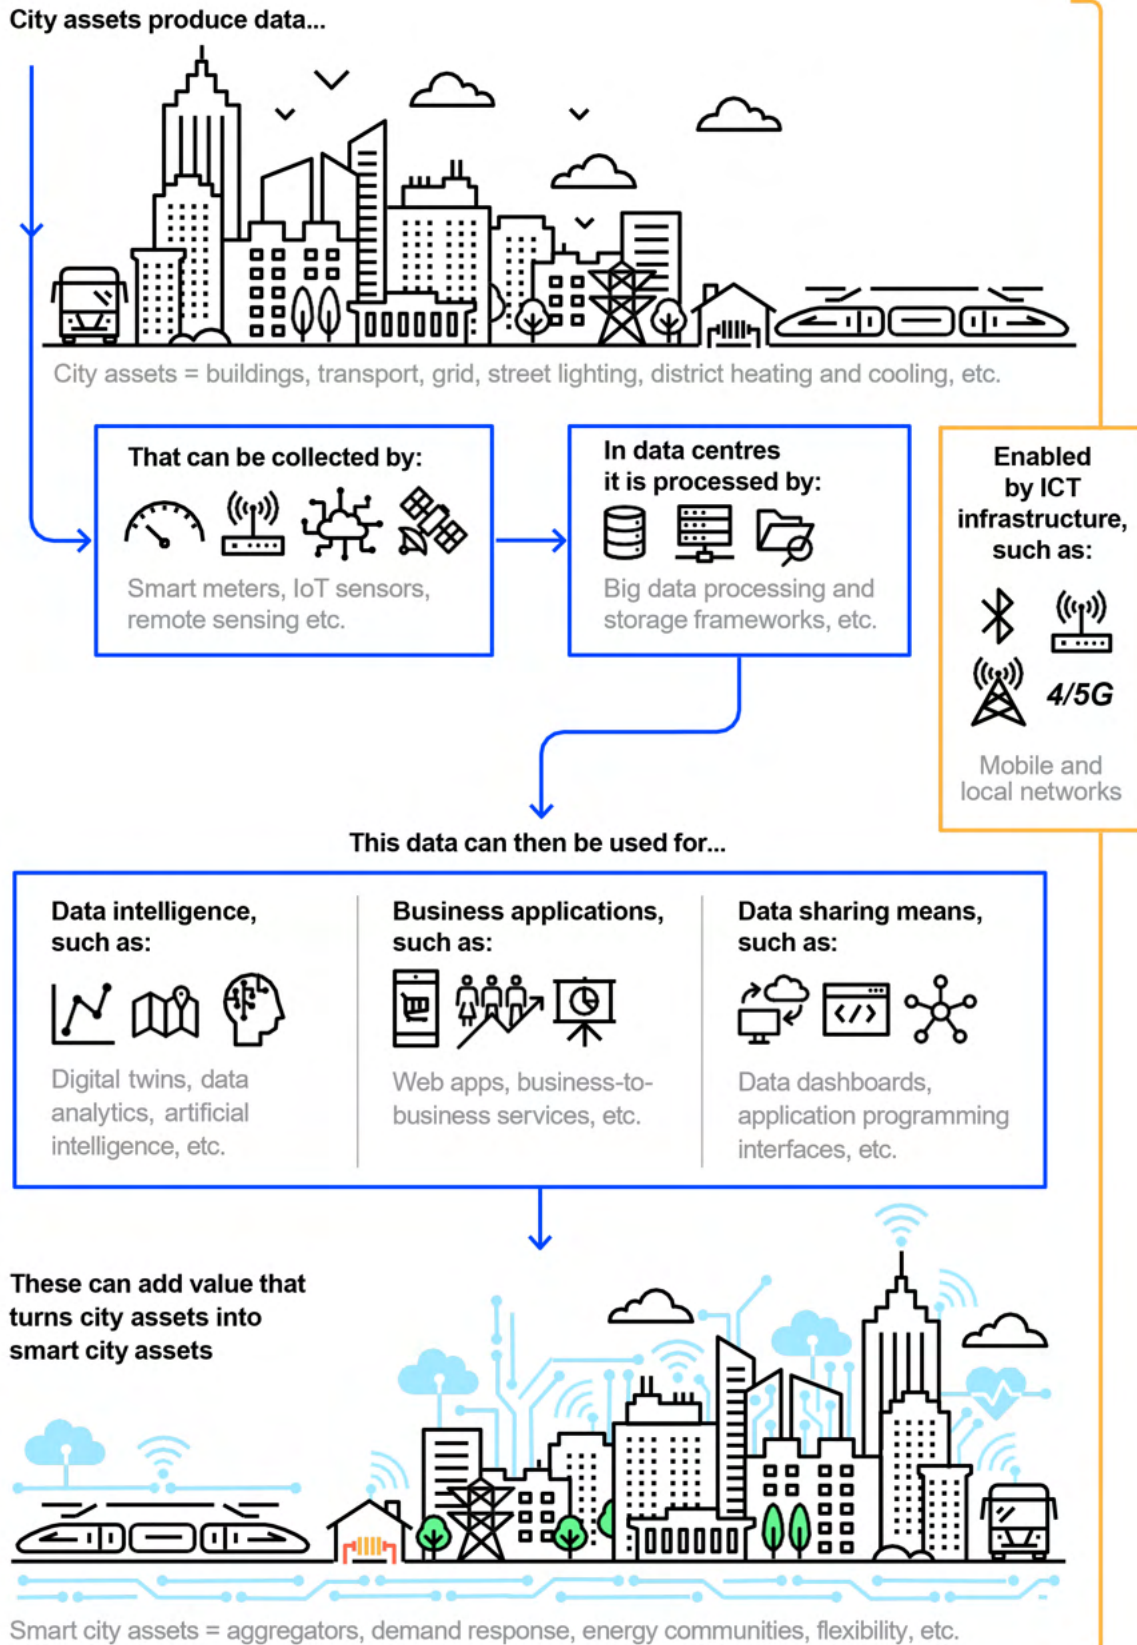 City assets produce data...
City assets = buildings, transport, grid, street lighting, district heating and cooling, etc.
That can be collected by:
Smart meters, IoT sensors,
remote sensing etc.
In data centres
it is processed by:
Big data processing and
storage frameworks, etc.
Enabled
by ICT
infrastructure,
such as:
4/5G
Mobile and
local networks
This data can then be used for...
Data intelligence,
such as:
Digital twins, data
analytics, artificial
intelligence, etc.
Business applications,
such as:
Web apps, business-to-
business services, etc.
Data sharing means,
such as:
</>
Data dashboards,
application programming
interfaces, etc.
These can add value that
turns city assets into
smart city assets
Smart city assets = aggregators, demand response, energy communities, flexibility, etc.